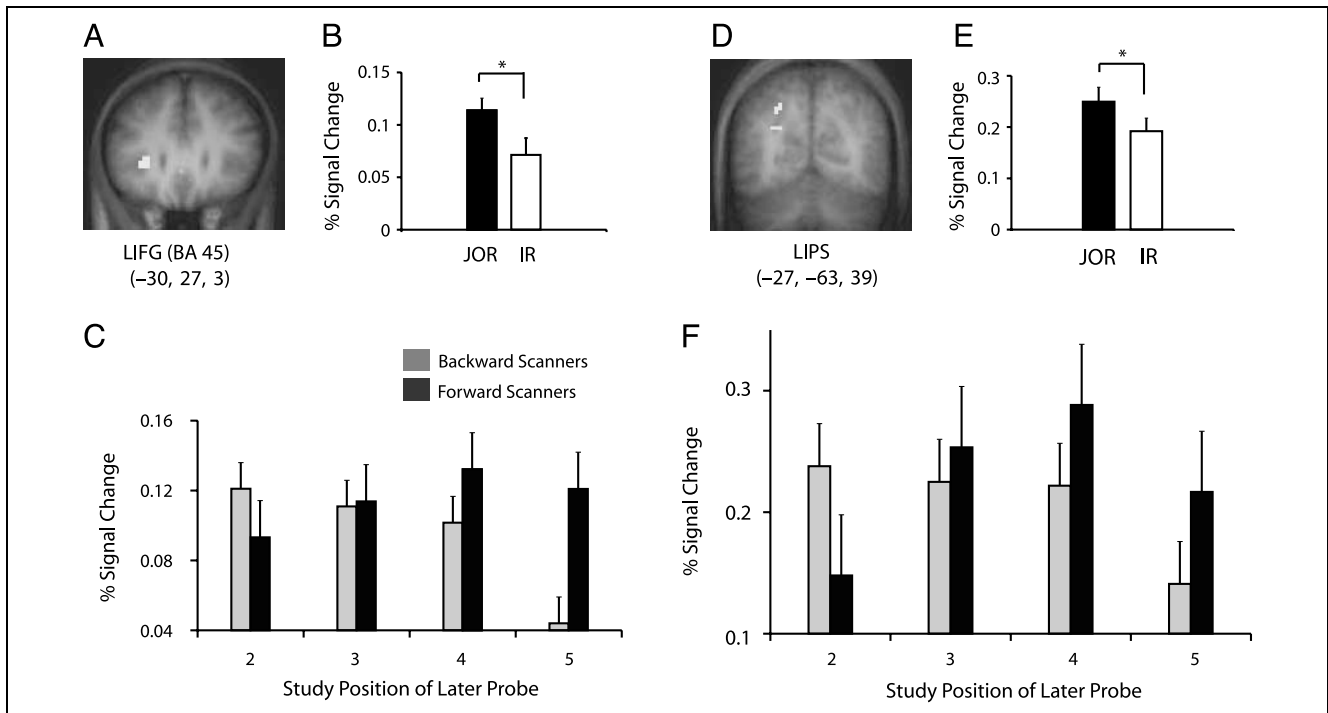 A
B
D
E
% Signal Change
0.15
0.1
0.05
0
*
JOR IR
LIFG (BA 45)
(–30, 27, 3)
% Signal Change
0.3
0.2
0.1
0
*
JOR IR
LIPS
(–27, –63, 39)
C
Backward Scanners
Forward Scanners
% Signal Change
0.16
0.12
0.08
0.04
2 3 4 5
Study Position of Later Probe
F
% Signal Change
0.3
0.2
0.1
2 3 4 5
Study Position of Later Probe